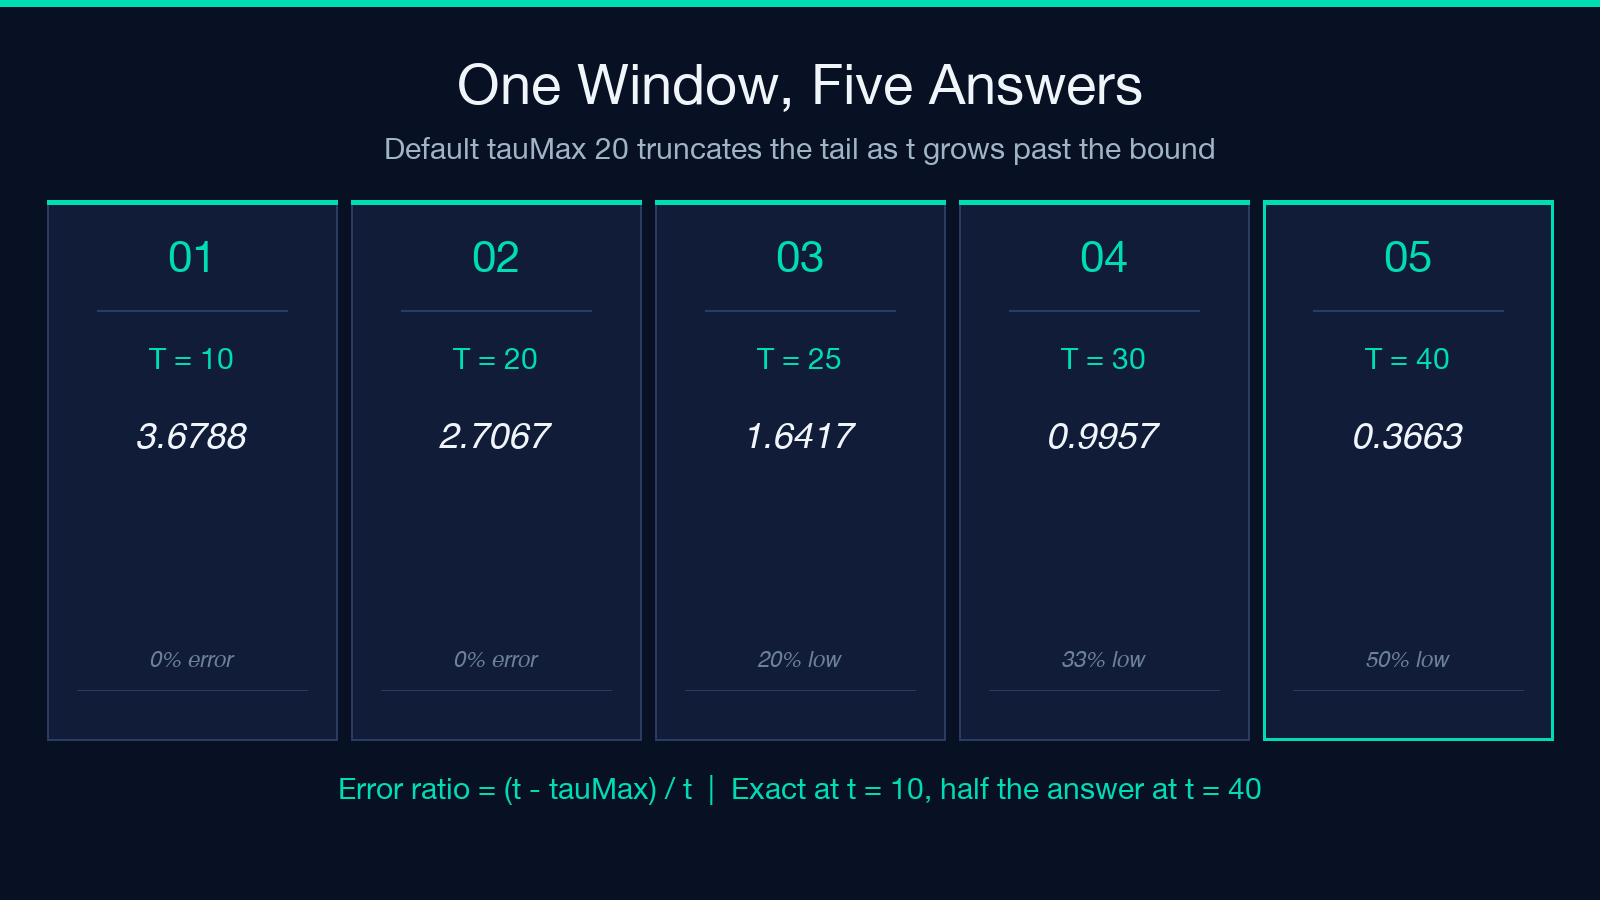 One Window, Five Answers
Default tauMax 20 truncates the tail as t grows past the bound
01
T = 10
3.6788
0% error
02
T = 20
2.7067
0% error
03
T = 25
1.6417
20% low
04
T = 30
0.9957
33% low
05
T = 40
0.3663
50% low
Error ratio = (t - tauMax) / t | Exact at t = 10, half the answer at t = 40